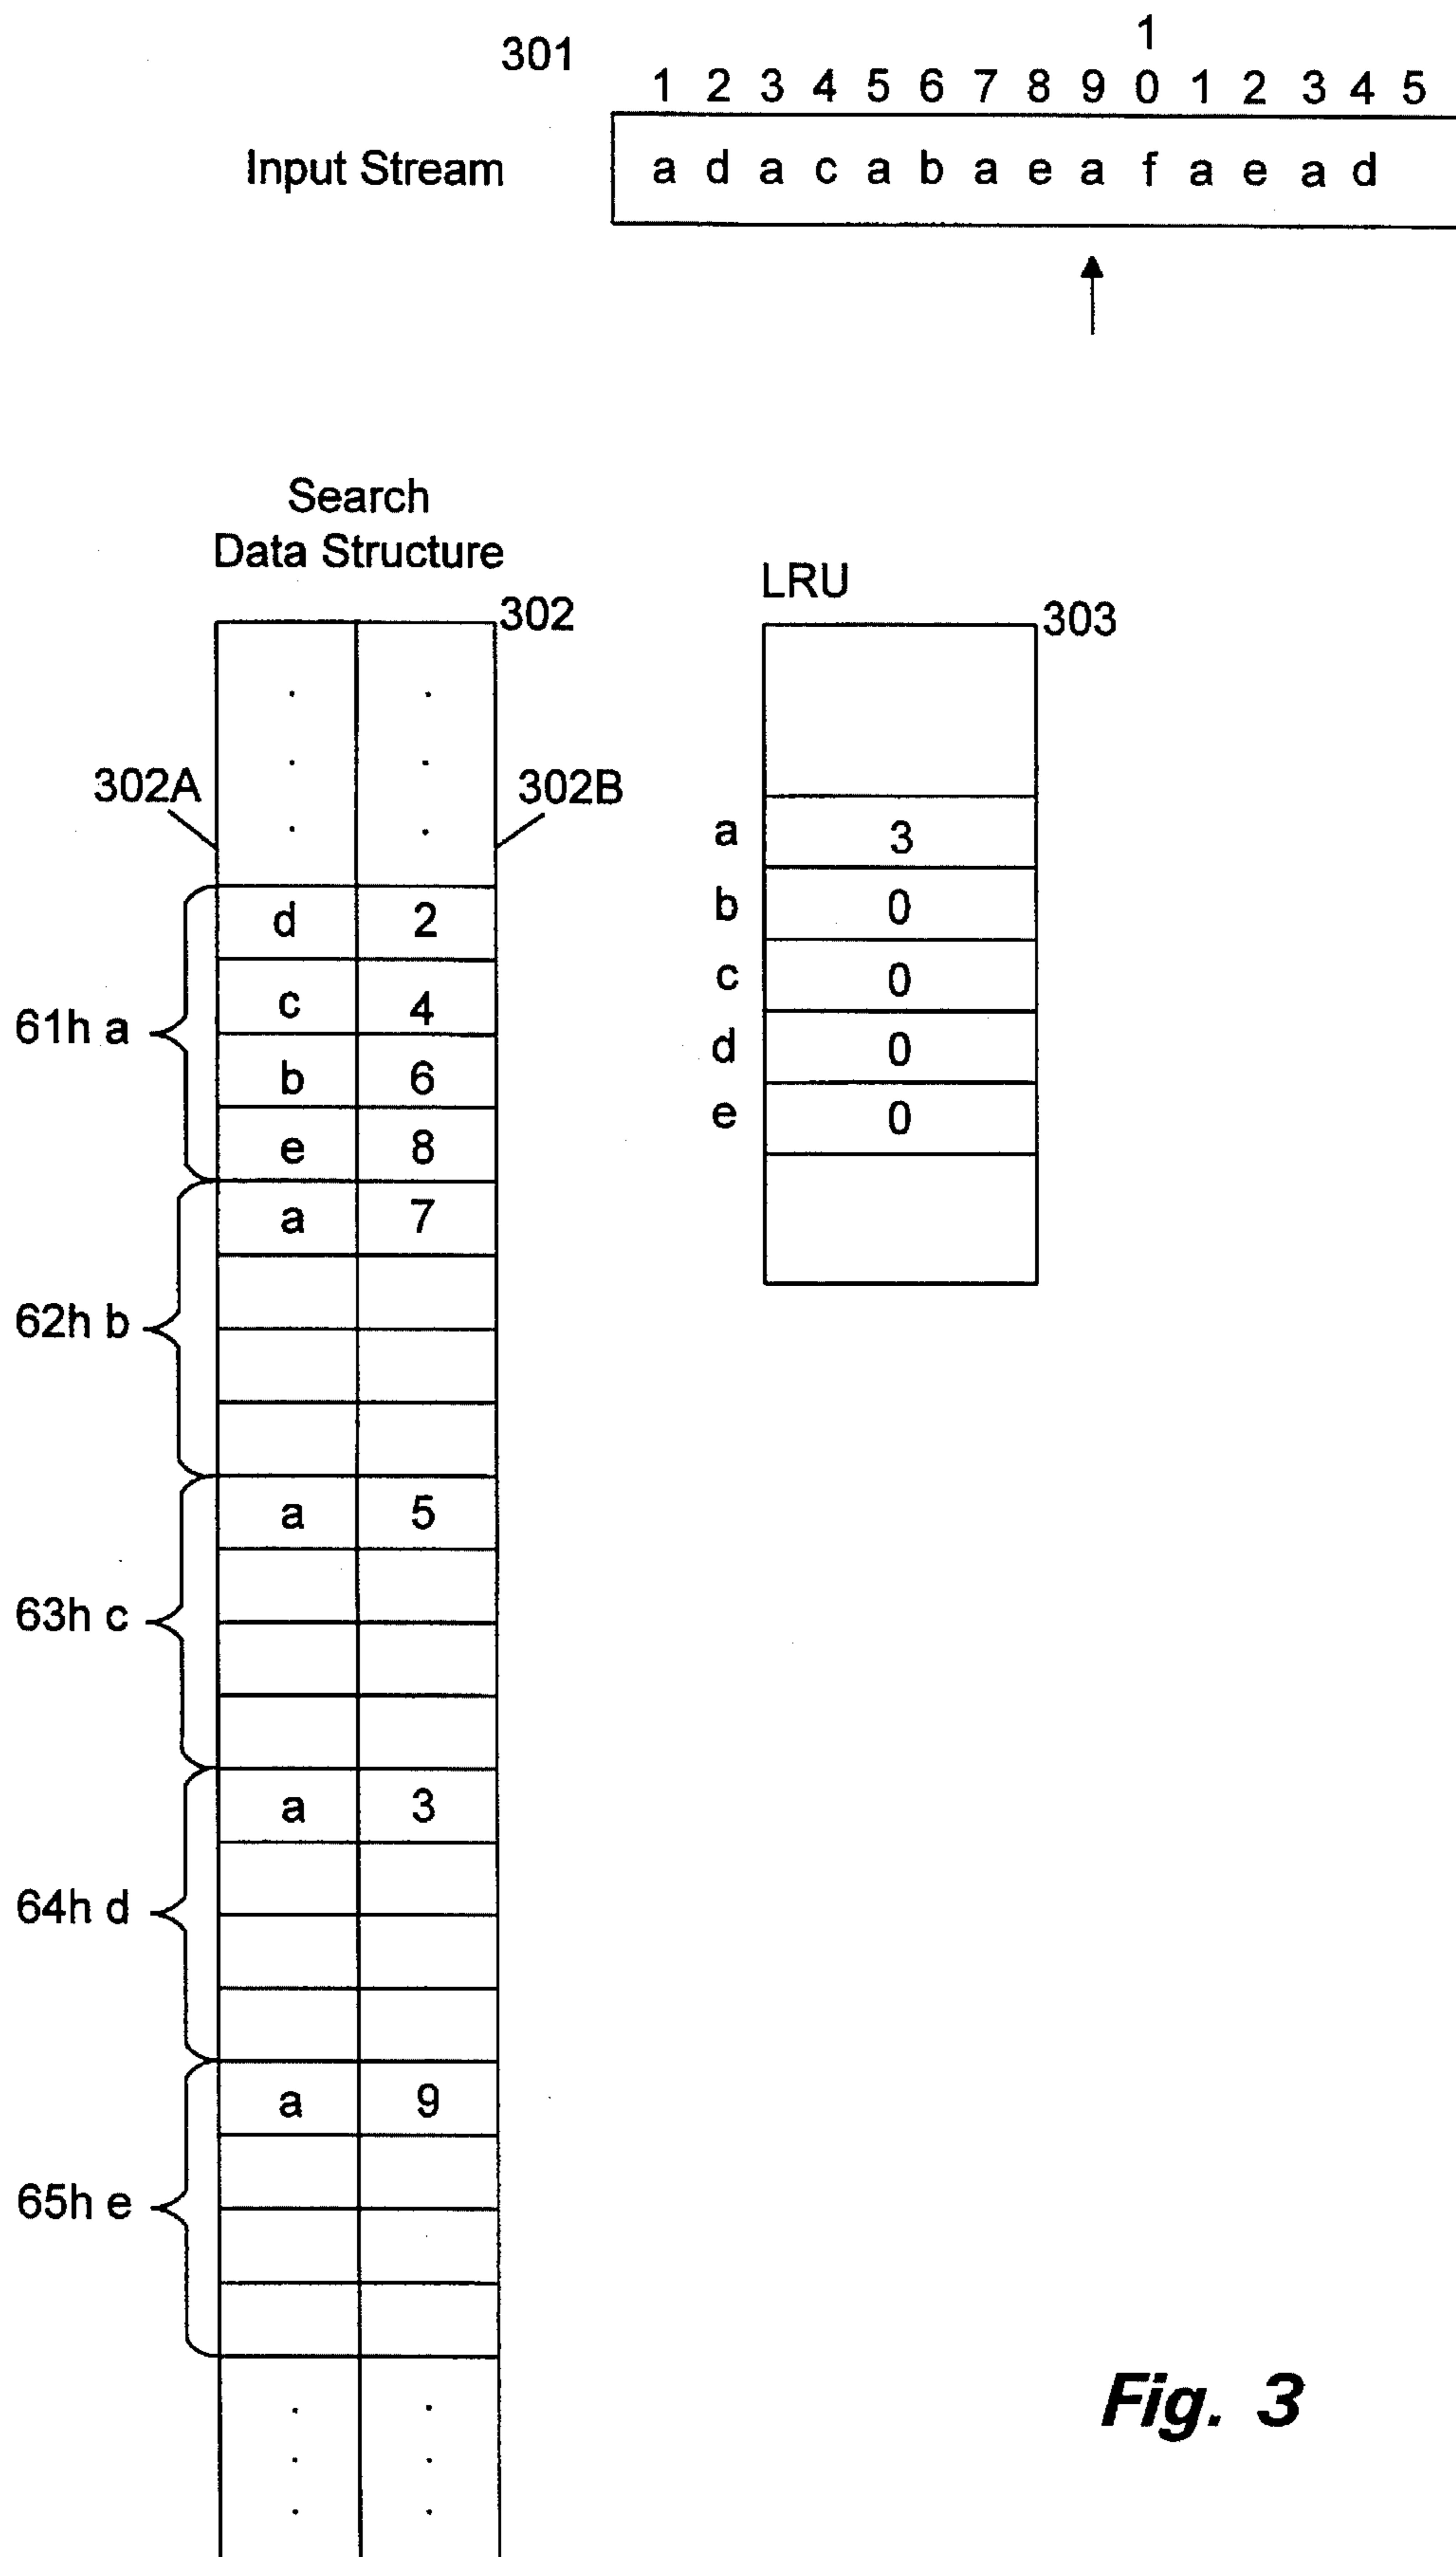 301
1
1 2 3 4 5 6 7 8 9 0 1 2 3 4 5
Input Stream a d a c a b a e a f a e a d
Search
Data Structure
302
LRU
303
302A
302B
61h a
d 2
c 4
b 6
e 8
a 3
b 0
c 0
d 0
e 0
62h b
a 7
63h c
a 5
64h d
a 3
65h e
a 9
Fig. 3